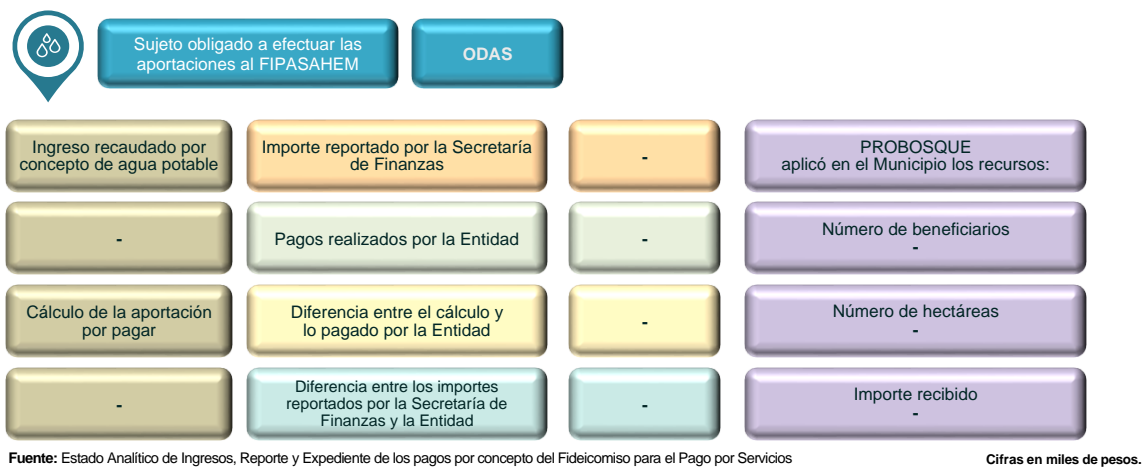 Sujeto obligado a efectuar las
aportaciones al FIPASAHEM
ODAS
Ingreso recaudado por
concepto de agua potable
Importe reportado por la Secretaría
de Finanzas
-
PROBOSQUE
aplicó en el Municipio los recursos:
-
Pagos realizados por la Entidad
-
Número de beneficiarios
-
Cálculo de la aportación
por pagar
Diferencia entre el cálculo y
lo pagado por la Entidad
-
Número de hectáreas
-
-
Diferencia entre los importes
reportados por la Secretaría de
Finanzas y la Entidad
-
Importe recibido
-
Fuente: Estado Analítico de Ingresos, Reporte y Expediente de los pagos por concepto del Fideicomiso para el Pago por Servicios
Cifras en miles de pesos.